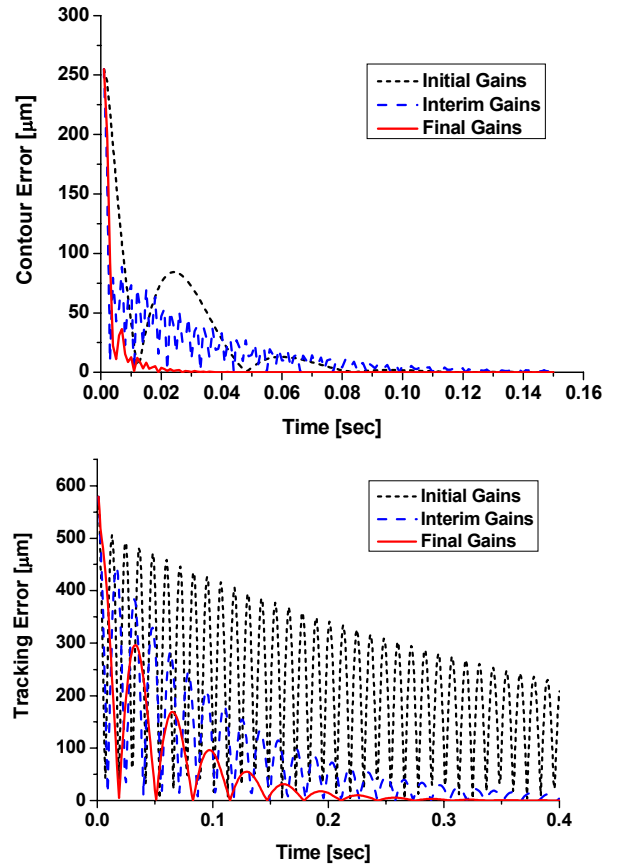 300
250
200
150
100
50
0
Contour Error [µm]
Initial Gains
Interim Gains
Final Gains
0.00 0.02 0.04 0.06 0.08 0.10 0.12 0.14 0.16
Time [sec]
600
500
400
300
200
100
0
Tracking Error [µm]
Initial Gains
Interim Gains
Final Gains
0.0 0.1 0.2 0.3 0.4
Time [sec]